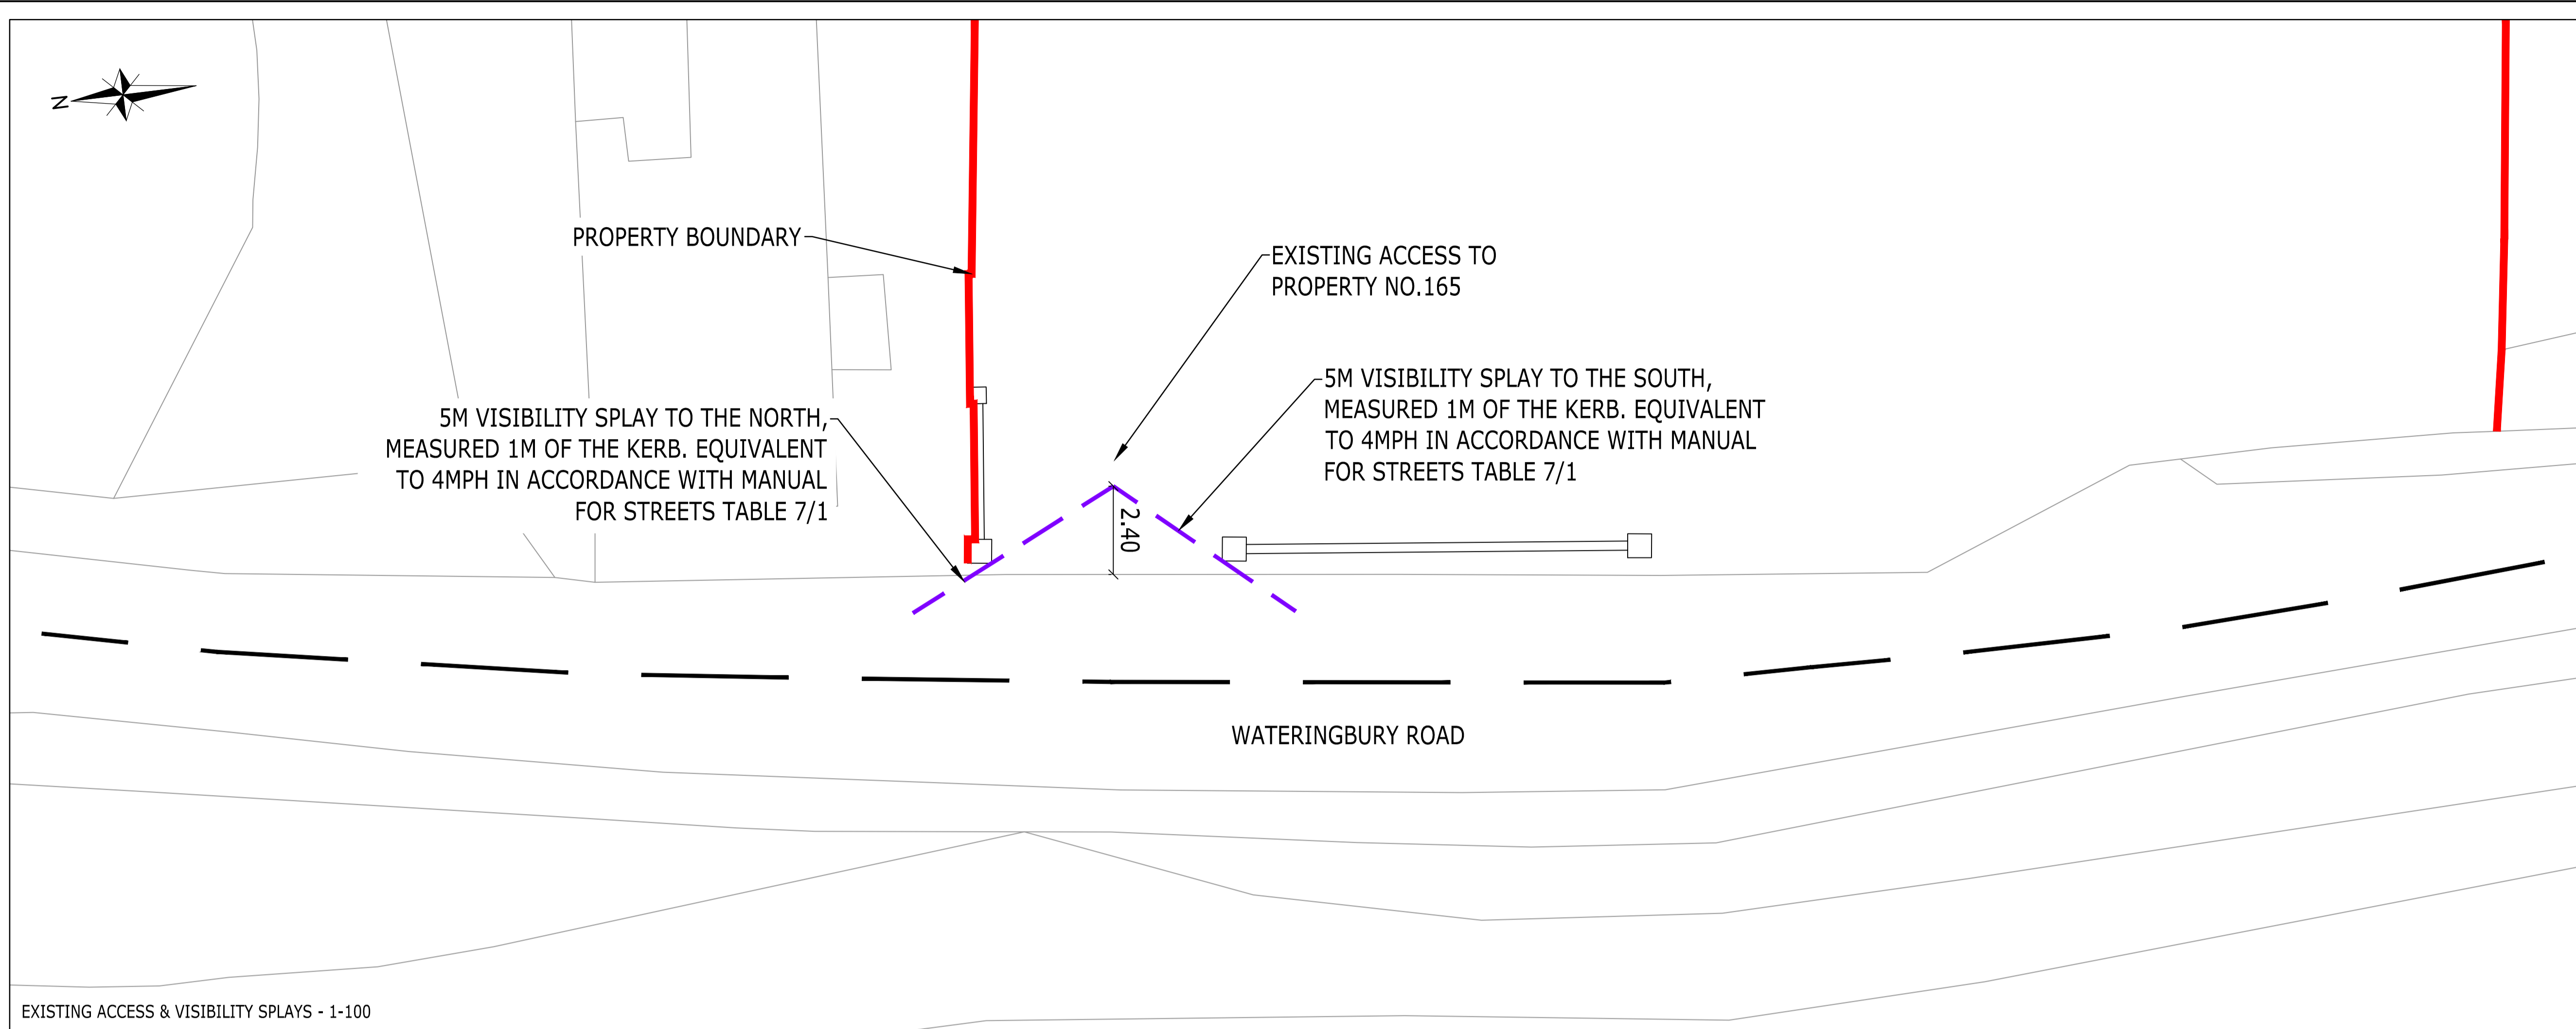 N
PROPERTY BOUNDARY
EXISTING ACCESS TO
PROPERTY NO.165
5M VISIBILITY SPLAY TO THE SOUTH,
MEASURED 1M OF THE KERB. EQUIVALENT
TO 4MPH IN ACCORDANCE WITH MANUAL
FOR STREETS TABLE 7/1
5M VISIBILITY SPLAY TO THE NORTH,
MEASURED 1M OF THE KERB. EQUIVALENT
TO 4MPH IN ACCORDANCE WITH MANUAL
FOR STREETS TABLE 7/1
2.40
WATERINGBURY ROAD
EXISTING ACCESS & VISIBILITY SPLAYS - 1-100